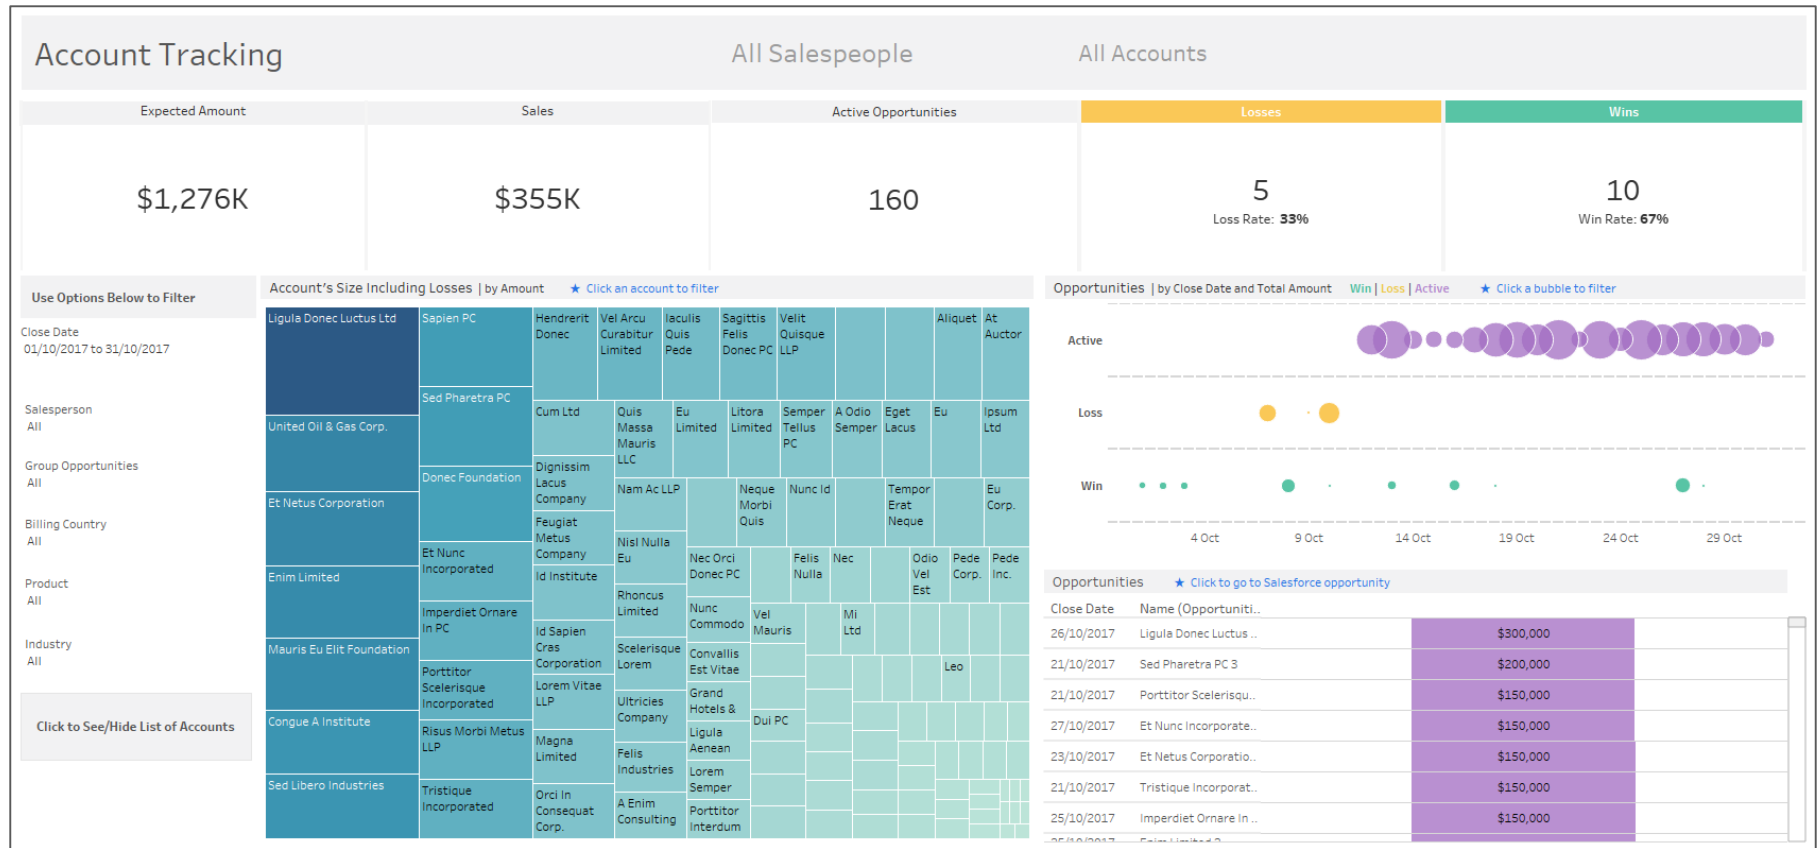 Account Tracking
All Salespeople
All Accounts
Expected Amount
Sales
Active Opportunities
Losses
Wins
$1,276K
$355K
160
5
Loss Rate: 33%
10
Win Rate: 67%
Use Options Below to Filter
Close Date
01/10/2017 to 31/10/2017
Salesperson
All
Group Opportunities
All
Billing Country
All
Product
All
Industry
All
Click to See/Hide List of Accounts
Account's Size Including Losses | by Amount ★ Click an account to filter
Ligula Donec Luctus Ltd
United Oil & Gas Corp.
Et Netus Corporation
Enim Limited
Mauris Eu Elit Foundation
Congue A Institute
Sed Libero Industries
Sapien PC
Sed Pharetra PC
Donec Foundation
Et Nunc
Incorporated
Imperdiet Ornare
In PC
Porttitor
Scelerisque
Incorporated
Risus Morbi Metus
LLP
Tristique
Incorporated
Hendrerit
Donec
Vel Arcu
Curabitur
Limited
Iaculis
Quis
Pede
Sagittis
Felis
Donec PC
Velit
Quisque
LLP
Aliquet
At
Auctor
Cum Ltd
Dignissim
Lacus
Company
Feugiat
Metus
Company
Id Institute
Id Sapien
Cras
Corporation
Lorem Vitae
LLP
Magna
Limited
Orci In
Consequat
Corp.
Quis
Massa
Mauris
LLC
Eu
Limited
Litora
Limited
Semper
Tellus
PC
A Odio
Semper
Eget
Lacus
Eu
Ipsum
Ltd
Nam Ac LLP
Nisl Nulla
Eu
Rhoncus
Limited
Scelerisque
Lorem
Ultricies
Company
Felis
Industries
A Enim
Consulting
Neque
Morbi
Quis
Nunc Id
Tempor
Erat
Neque
Eu
Corp.
Nec Orci
Donec PC
Nunc
Commodo
Convallis
Est Vitae
Grand
Hotels &
Ligula
Aenean
Lorem
Semper
Porttitor
Interdum
Felis
Nulla
Nec
Odio
Vel
Est
Pede
Corp.
Pede
Inc.
Vel
Mauris
Mi
Ltd
Leo
Dui PC
Opportunities | by Close Date and Total Amount Win | Loss | Active ★ Click a bubble to filter
Active
Loss
Win
4 Oct
9 Oct
14 Oct
19 Oct
24 Oct
29 Oct
Opportunities ★ Click to go to Salesforce opportunity
Close Date Name (Opportuniti..
26/10/2017 Ligula Donec Luctus .. $300,000
21/10/2017 Sed Pharetra PC 3 $200,000
21/10/2017 Porttitor Scelerisqu.. $150,000
27/10/2017 Et Nunc Incorporate.. $150,000
23/10/2017 Et Netus Corporatio.. $150,000
21/10/2017 Tristique Incorporat.. $150,000
25/10/2017 Imperdiet Ornare In .. $150,000